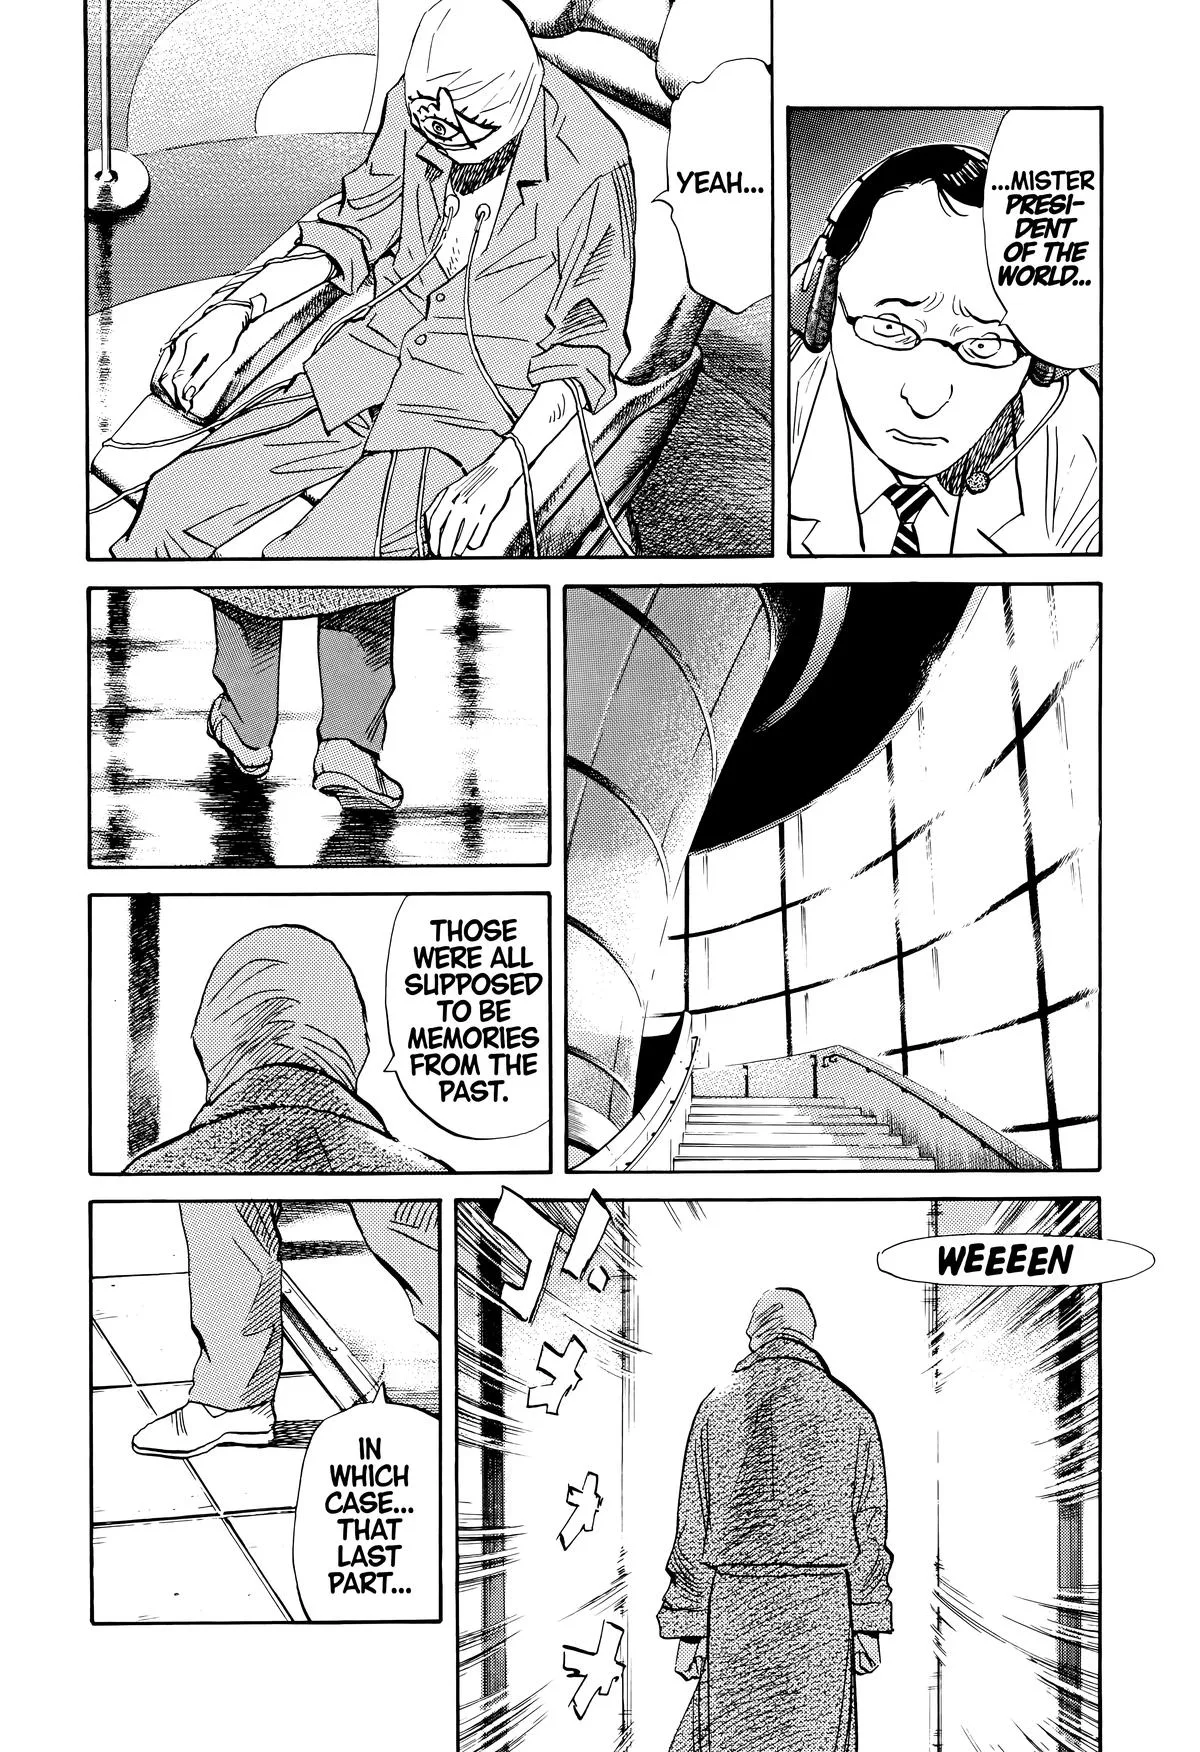 ...MISTER
PRESI-
DENT
OF THE
WORLD...
YEAH...
THOSE
WERE ALL
SUPPOSED
TO BE
MEMORIES
FROM THE
PAST.
WEEEEN
IN
WHICH
CASE...
THAT
LAST
PART...